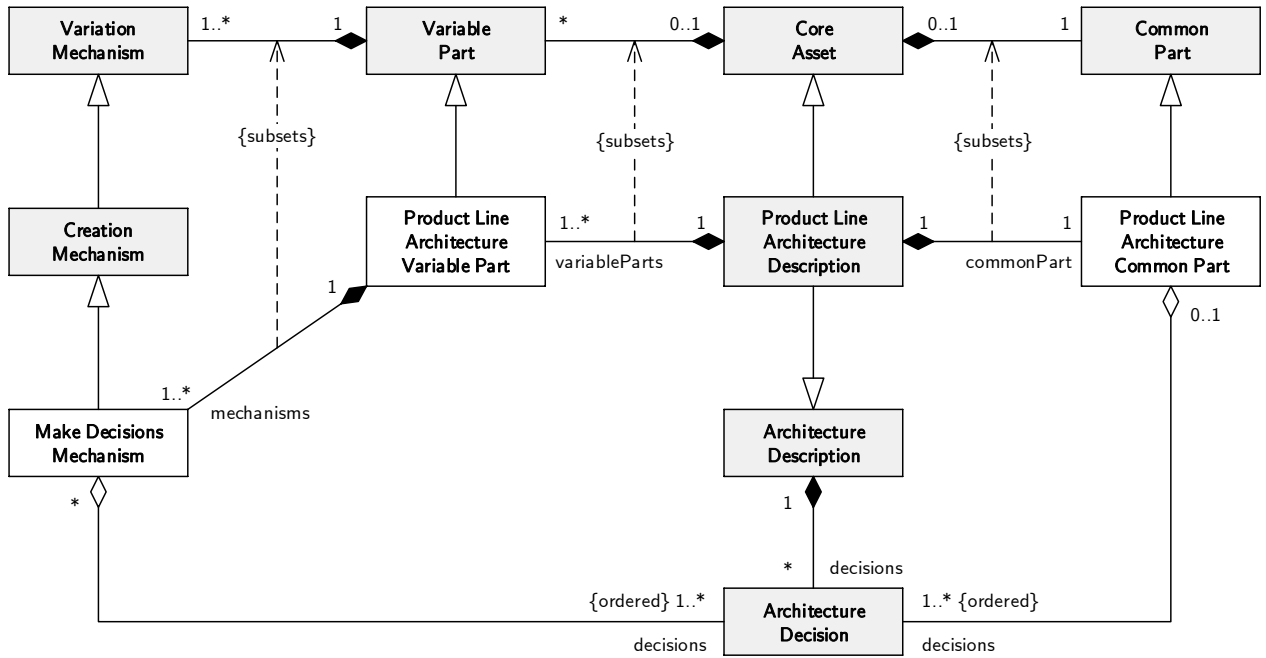 Variation
Mechanism
1..*
1
Variable
Part
*
0..1
Core
Asset
0..1
1
Common
Part
{subsets}
{subsets}
{subsets}
Creation
Mechanism
Product Line
Architecture
Variable Part
1..*
1
variableParts
Product Line
Architecture
Description
1
1
commonPart
Product Line
Architecture
Common Part
1
0..1
1..*
mechanisms
Make Decisions
Mechanism
Architecture
Description
*
1
*
decisions
{ordered} 1..*
decisions
Architecture
Decision
1..* {ordered}
decisions